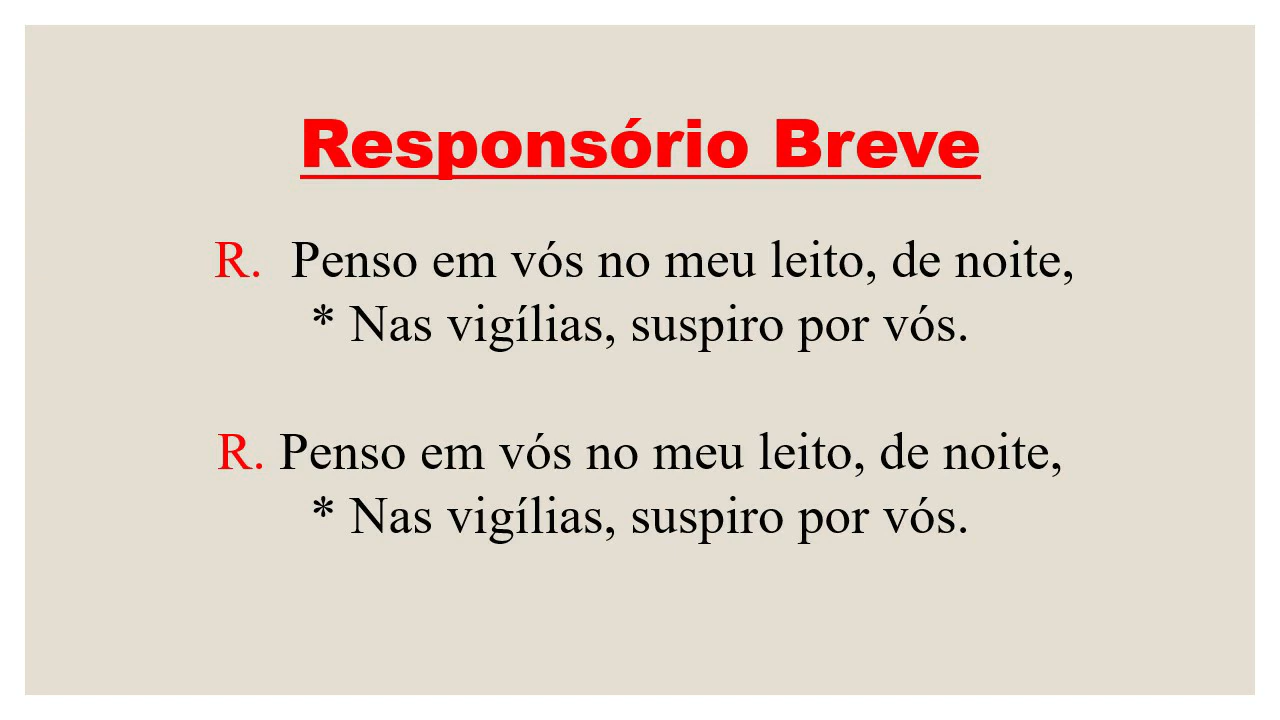 Responsório Breve
R. Penso em vós no meu leito, de noite,
* Nas vigílias, suspiro por vós.
R. Penso em vós no meu leito, de noite,
* Nas vigílias, suspiro por vós.